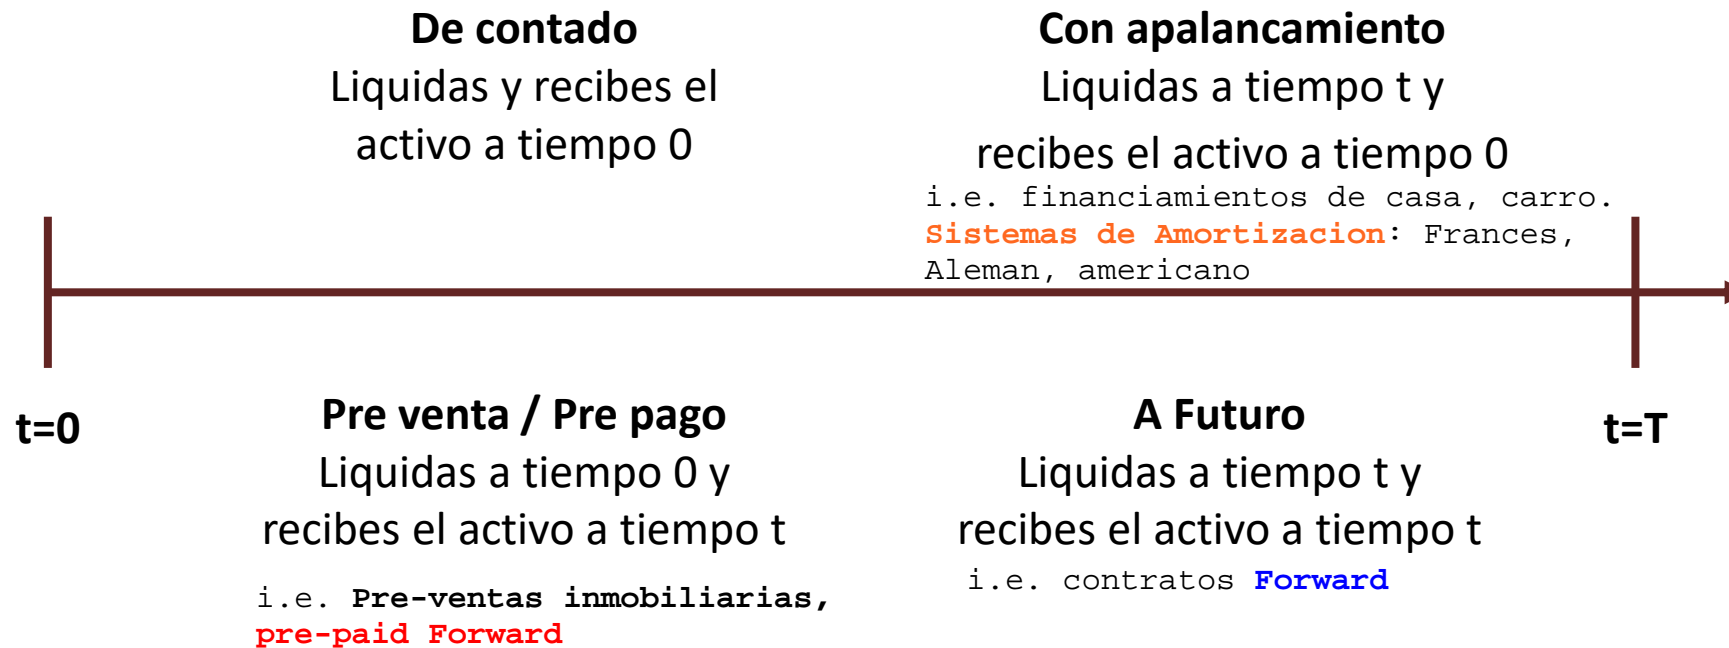 De contado
Liquidas y recibes el
activo a tiempo 0
Con apalancamiento
Liquidas a tiempo t y
recibes el activo a tiempo 0
i.e. financiamientos de casa, carro.
Sistemas de Amortizacion: Frances,
Aleman, americano
t=0
Pre venta / Pre pago
Liquidas a tiempo 0 y
recibes el activo a tiempo t
i.e. Pre-ventas inmobiliarias,
pre-paid Forward
A Futuro
Liquidas a tiempo t y
recibes el activo a tiempo t
i.e. contratos Forward
t=T